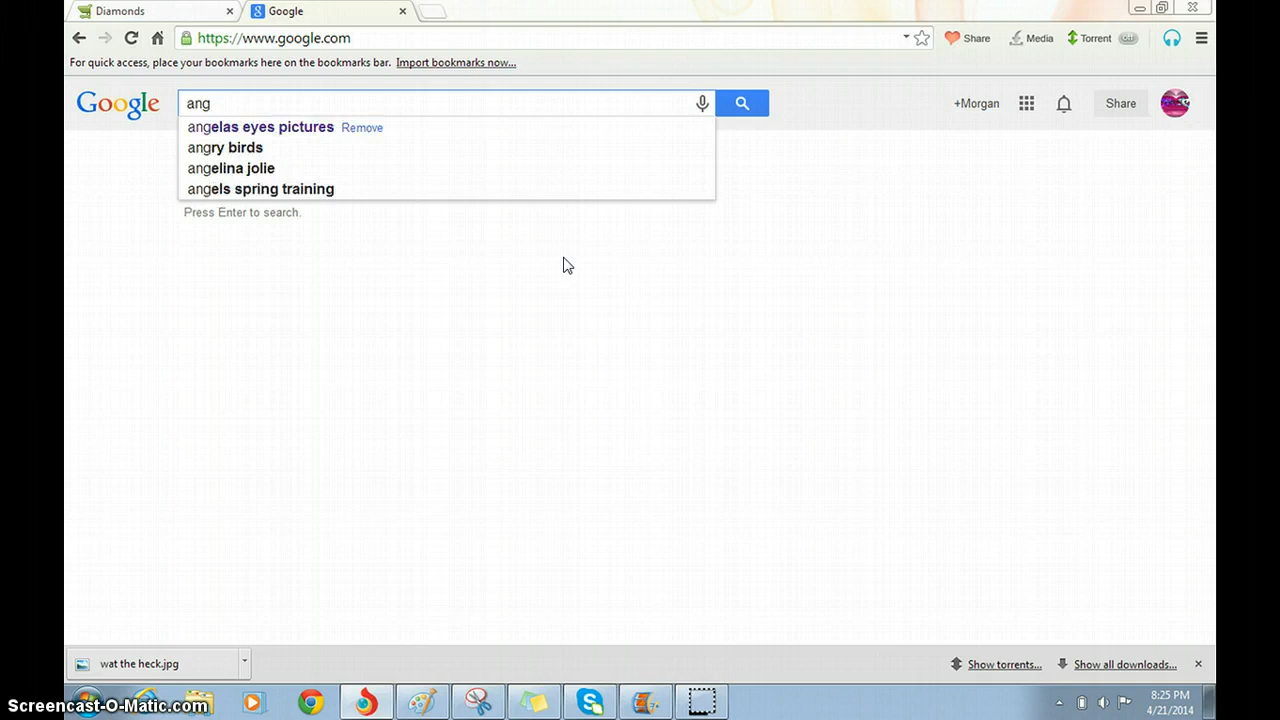 Diamonds
Google
https://www.google.com
Share
Media
Torrent
For quick access, place your bookmarks here on the bookmarks bar. Import bookmarks now...
Google
ang
+Morgan
Share
angelas eyes pictures Remove
angry birds
angelina jolie
angels spring training
Press Enter to search.
wat the heck.jpg
Show torrents...
Show all downloads...
Screencast-O-Matic.com
8:25 PM
4/21/2014